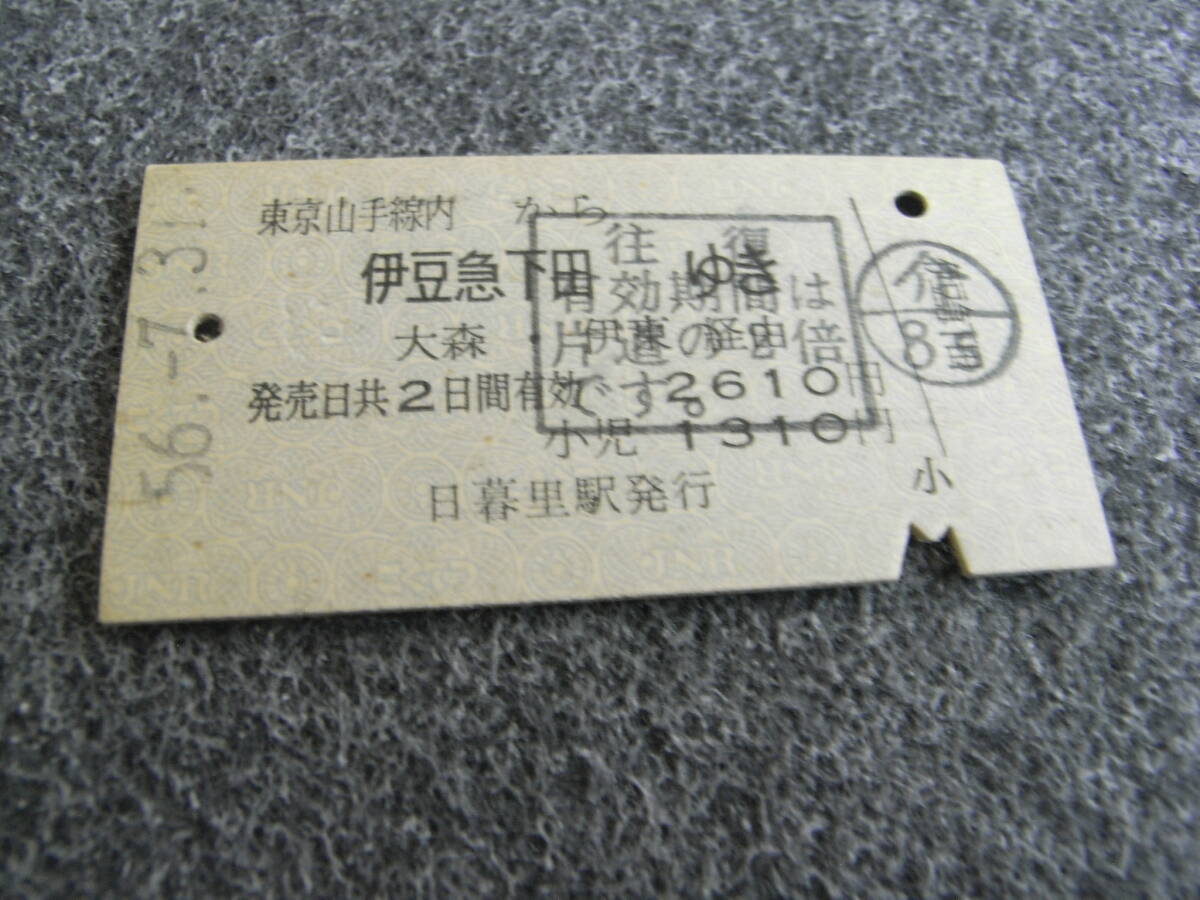 56.-7.31.
東京山手線内 から
伊豆急下田 ゆき
大森・伊東 経由
発売日共2日間有効 2610円
小児 1310円
日暮里駅発行
小
往復
有効期間は
片道の2倍
です。
8
JNR